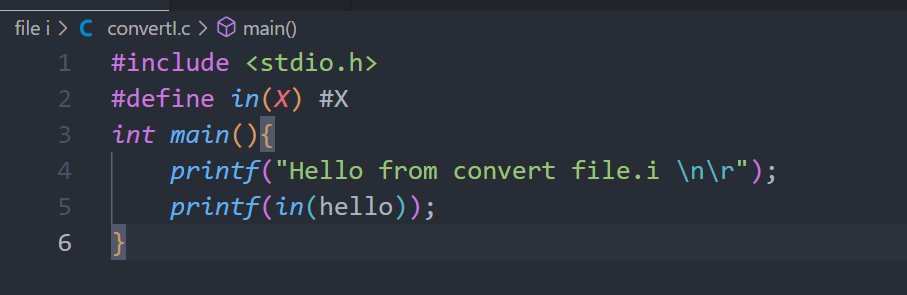 file i > C convertI.c > main()
1 #include <stdio.h>
2 #define in(X) #X
3 int main(){
4     printf("Hello from convert file.i \n\r");
5     printf(in(hello));
6 }